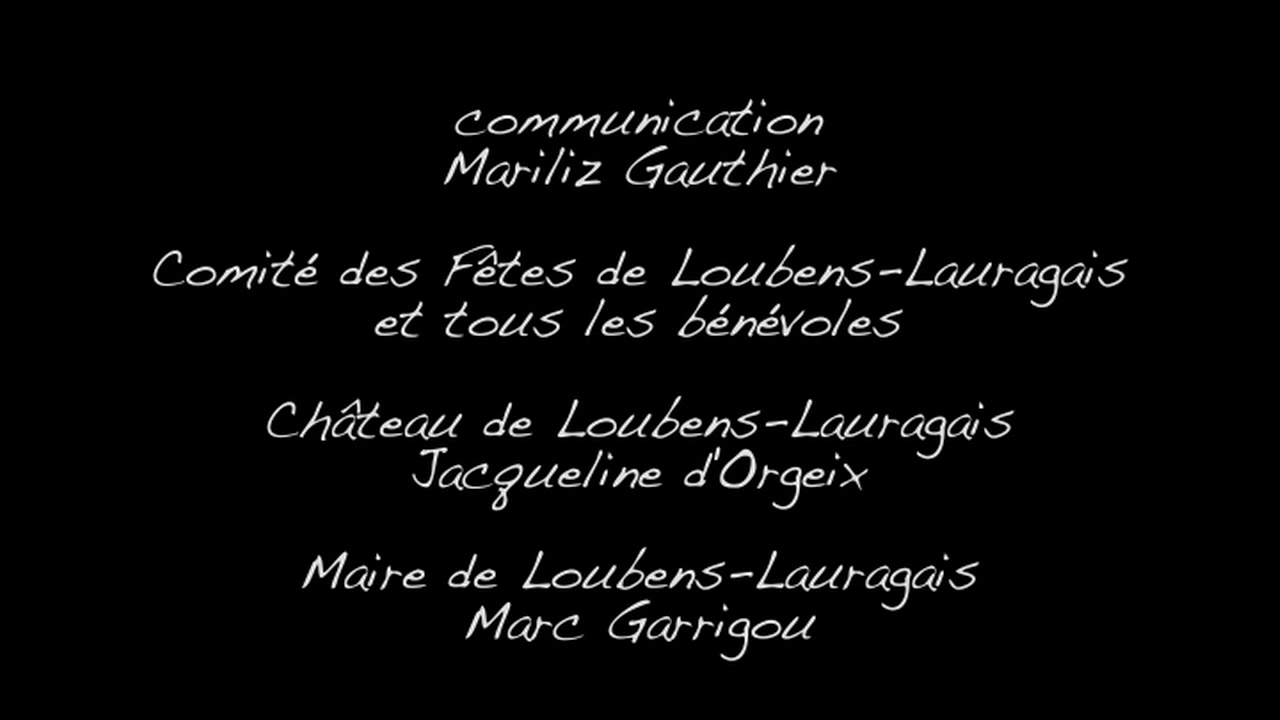 communication
Mariliz Gauthier
Comité des Fêtes de Loubens-Lauragais
et tous les bénévoles
Château de Loubens-Lauragais
Jacqueline d'Orgeix
Maire de Loubens-Lauragais
Marc Garrigou